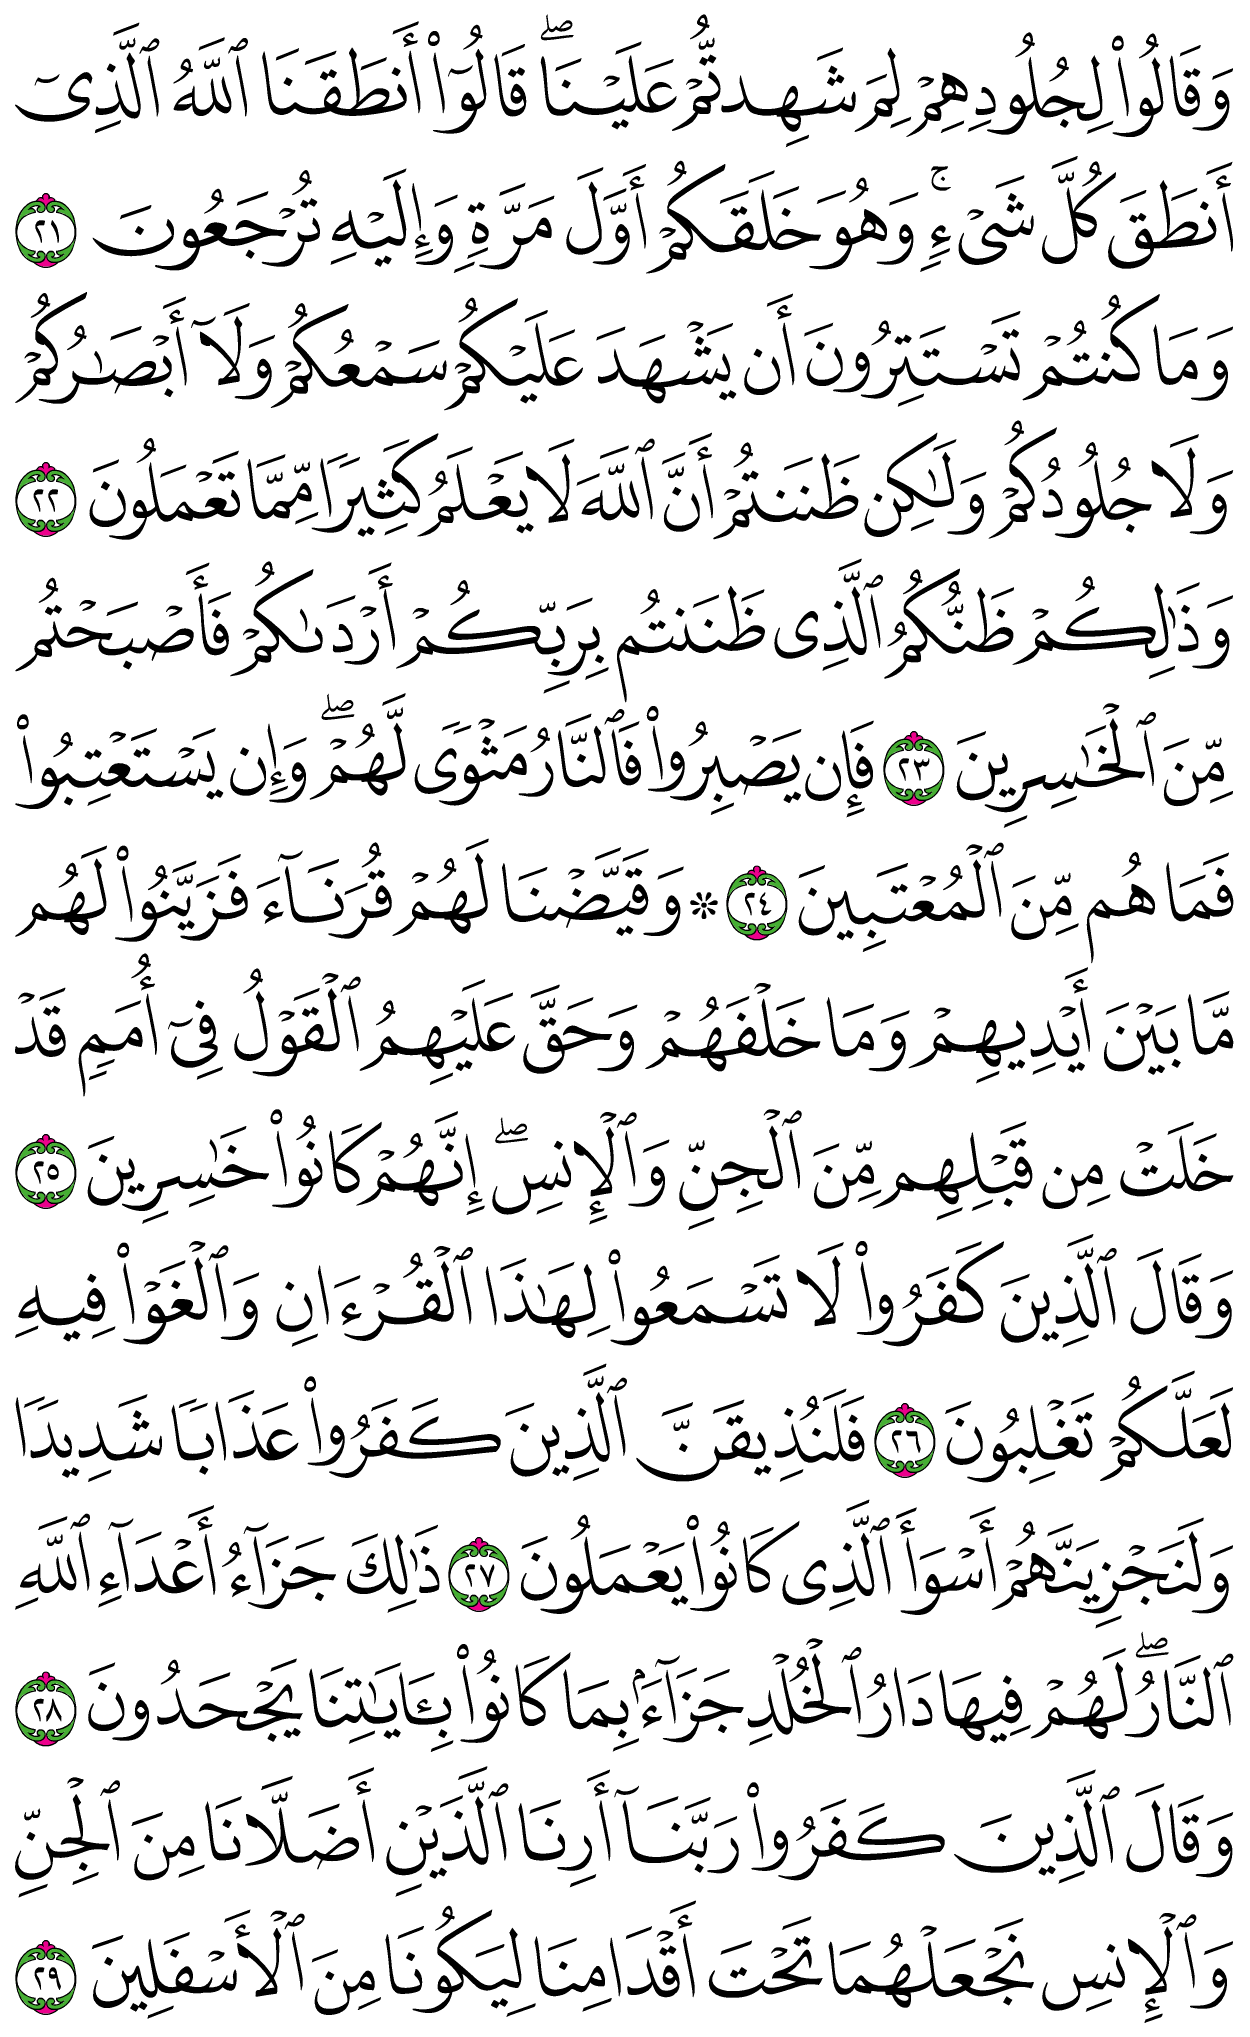 وَقَالُوا۟ لِجُلُودِهِمْ لِمَ شَهِدتُّمْ عَلَيْنَا ۖ قَالُوٓا۟ أَنطَقَنَا ٱللَّهُ ٱلَّذِىٓ
أَنطَقَ كُلَّ شَىْءٍ ۚ وَهُوَ خَلَقَكُمْ أَوَّلَ مَرَّةٍ وَإِلَيْهِ تُرْجَعُونَ ٢١
وَمَا كُنتُمْ تَسْتَتِرُونَ أَن يَشْهَدَ عَلَيْكُمْ سَمْعُكُمْ وَلَآ أَبْصَٰرُكُمْ
وَلَا جُلُودُكُمْ وَلَٰكِن ظَنَنتُمْ أَنَّ ٱللَّهَ لَا يَعْلَمُ كَثِيرًا مِّمَّا تَعْمَلُونَ ٢٢
وَذَٰلِكُمْ ظَنُّكُمُ ٱلَّذِى ظَنَنتُم بِرَبِّكُمْ أَرْدَىٰكُمْ فَأَصْبَحْتُم
مِّنَ ٱلْخَٰسِرِينَ ٢٣ فَإِن يَصْبِرُوا۟ فَٱلنَّارُ مَثْوًى لَّهُمْ ۖ وَإِن يَسْتَعْتِبُوا۟
فَمَا هُم مِّنَ ٱلْمُعْتَبِينَ ٢٤ ۞ وَقَيَّضْنَا لَهُمْ قُرَنَآءَ فَزَيَّنُوا۟ لَهُم
مَّا بَيْنَ أَيْدِيهِمْ وَمَا خَلْفَهُمْ وَحَقَّ عَلَيْهِمُ ٱلْقَوْلُ فِىٓ أُمَمٍ قَدْ
خَلَتْ مِن قَبْلِهِم مِّنَ ٱلْجِنِّ وَٱلْإِنسِ ۖ إِنَّهُمْ كَانُوا۟ خَٰسِرِينَ ٢٥
وَقَالَ ٱلَّذِينَ كَفَرُوا۟ لَا تَسْمَعُوا۟ لِهَٰذَا ٱلْقُرْءَانِ وَٱلْغَوْا۟ فِيهِ
لَعَلَّكُمْ تَغْلِبُونَ ٢٦ فَلَنُذِيقَنَّ ٱلَّذِينَ كَفَرُوا۟ عَذَابًا شَدِيدًا
وَلَنَجْزِيَنَّهُمْ أَسْوَأَ ٱلَّذِى كَانُوا۟ يَعْمَلُونَ ٢٧ ذَٰلِكَ جَزَآءُ أَعْدَآءِ ٱللَّهِ
ٱلنَّارُ ۖ لَهُمْ فِيهَا دَارُ ٱلْخُلْدِ جَزَآءًۢ بِمَا كَانُوا۟ بِـَٔايَٰتِنَا يَجْحَدُونَ ٢٨
وَقَالَ ٱلَّذِينَ كَفَرُوا۟ رَبَّنَآ أَرِنَا ٱلَّذَيْنِ أَضَلَّانَا مِنَ ٱلْجِنِّ
وَٱلْإِنسِ نَجْعَلْهُمَا تَحْتَ أَقْدَامِنَا لِيَكُونَا مِنَ ٱلْأَسْفَلِينَ ٢٩